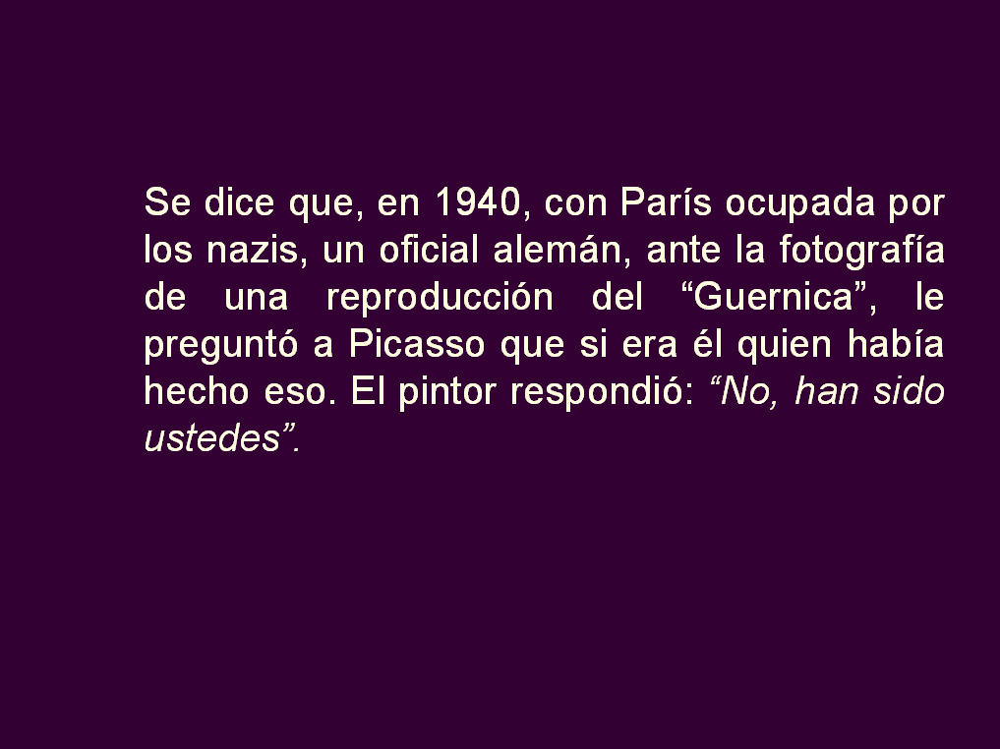 Se dice que, en 1940, con París ocupada por
los nazis, un oficial alemán, ante la fotografía
de una reproducción del “Guernica”, le
preguntó a Picasso que si era él quien había
hecho eso. El pintor respondió: “No, han sido
ustedes”.